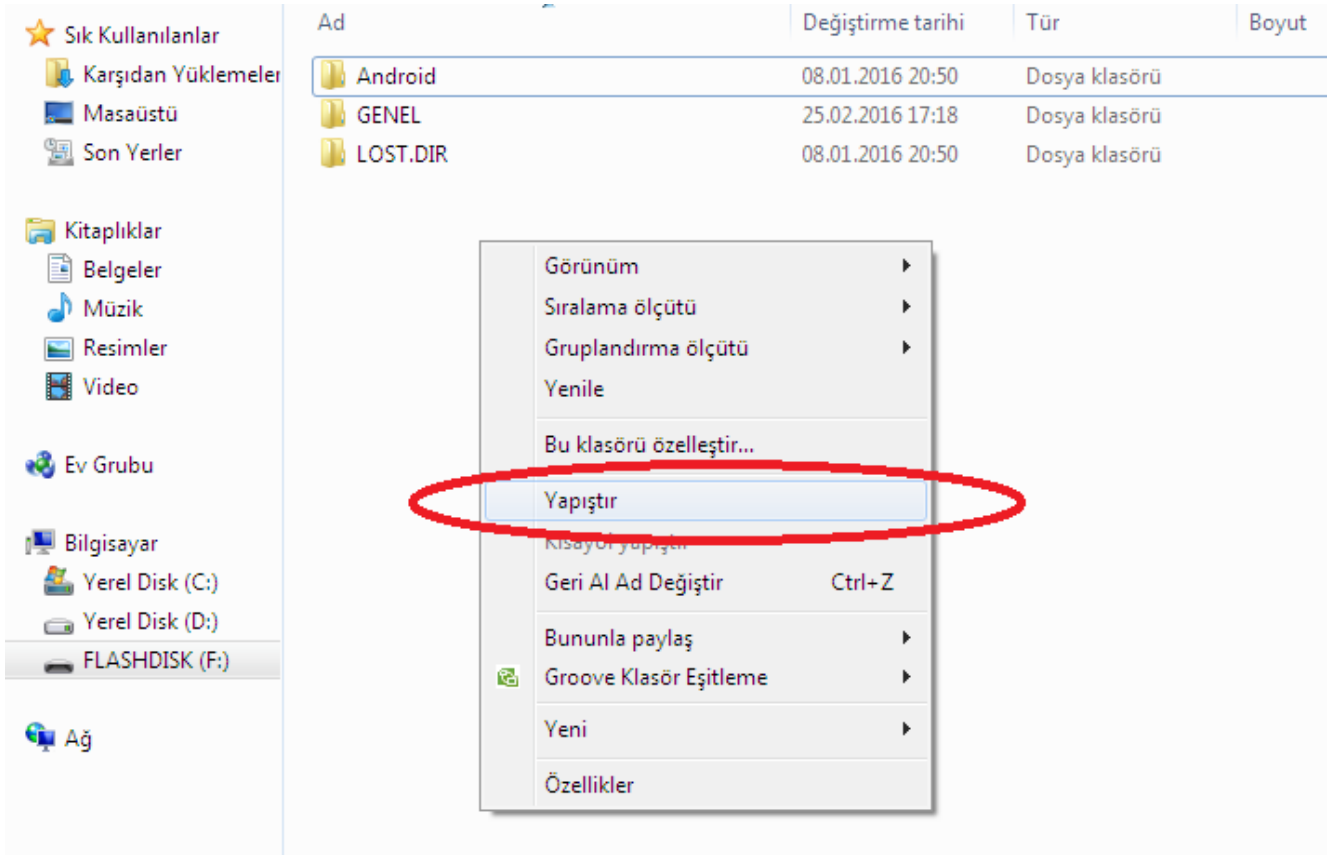 Sık Kullanılanlar
Karşıdan Yüklemeler
Masaüstü
Son Yerler
Kitaplıklar
Belgeler
Müzik
Resimler
Video
Ev Grubu
Bilgisayar
Yerel Disk (C:)
Yerel Disk (D:)
FLASHDISK (F:)
Ağ
Ad Değiştirme tarihi Tür Boyut
Android 08.01.2016 20:50 Dosya klasörü
GENEL 25.02.2016 17:18 Dosya klasörü
LOST.DIR 08.01.2016 20:50 Dosya klasörü
Görünüm
Sıralama ölçütü
Gruplandırma ölçütü
Yenile
Bu klasörü özelleştir...
Yapıştır
Kısayol yapıştır
Geri Al Ad Değiştir Ctrl+Z
Bununla paylaş
Groove Klasör Eşitleme
Yeni
Özellikler